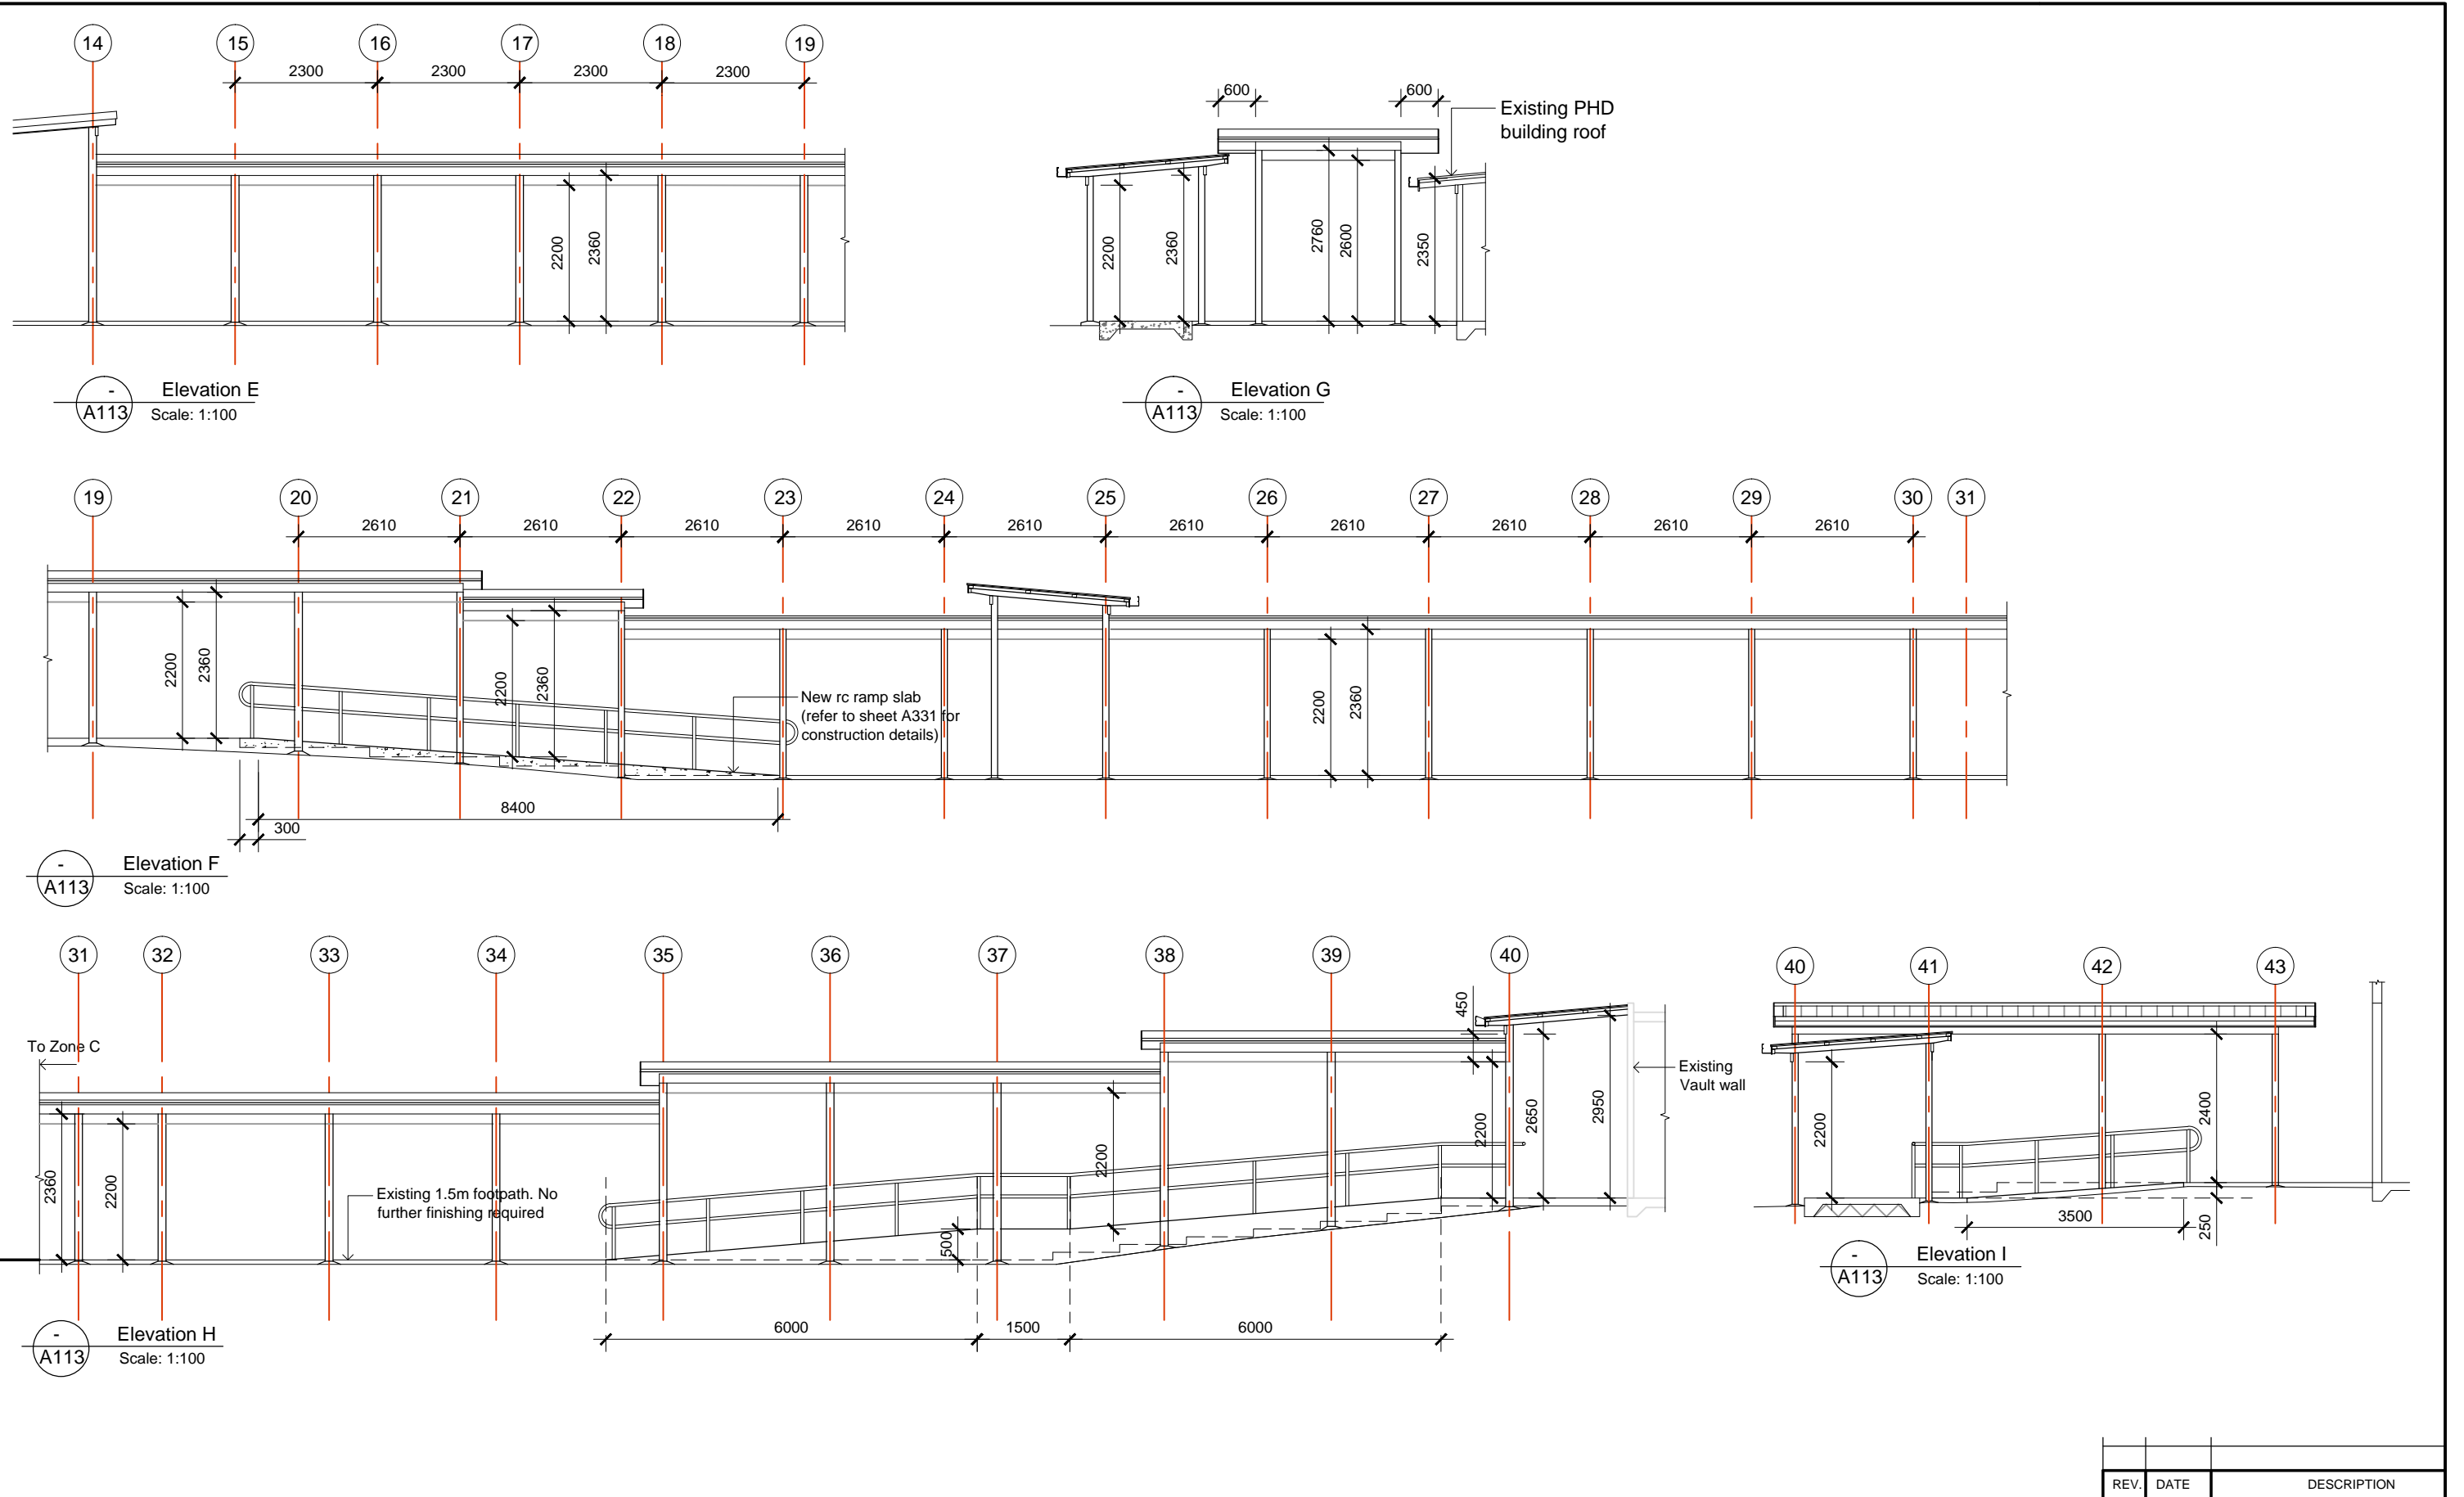 14 15 16 17 18 19
2300 2300 2300 2300
2200
2360
-
A113
Elevation E
Scale: 1:100
600 600
Existing PHD
building roof
2200
2360
2760
2600
2350
-
A113
Elevation G
Scale: 1:100
19 20 21 22 23 24 25 26 27 28 29 30 31
2610 2610 2610 2610 2610 2610 2610 2610 2610 2610
2200
2360
2200
2360
New rc ramp slab
(refer to sheet A331 for
construction details)
2200
2360
8400
300
-
A113
Elevation F
Scale: 1:100
31 32 33 34 35 36 37 38 39 40
To Zone C
2360
2200
Existing 1.5m footpath. No
further finishing required
500
2200
450
2200
2650
2950
Existing
Vault wall
6000 1500 6000
-
A113
Elevation H
Scale: 1:100
40 41 42 43
2200
2400
3500
250
-
A113
Elevation I
Scale: 1:100
REV. DATE DESCRIPTION